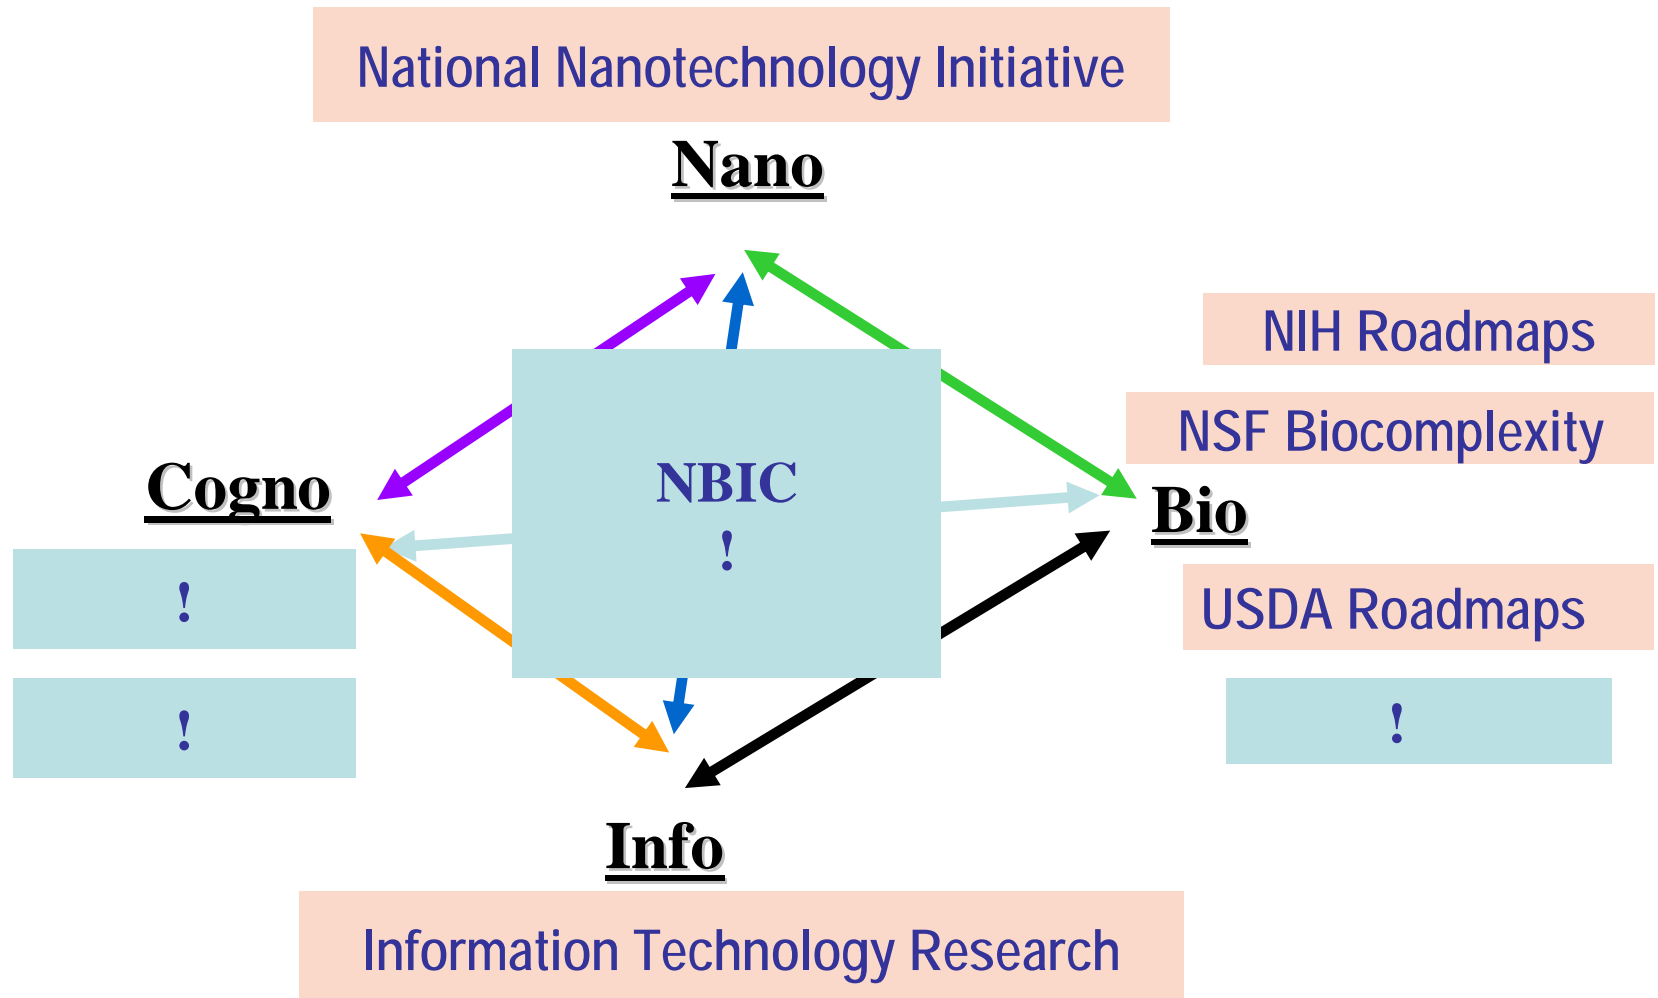 National Nanotechnology Initiative
Nano
NIH Roadmaps
NSF Biocomplexity
Cogno
NBIC
!
Bio
!
USDA Roadmaps
!
!
Info
Information Technology Research